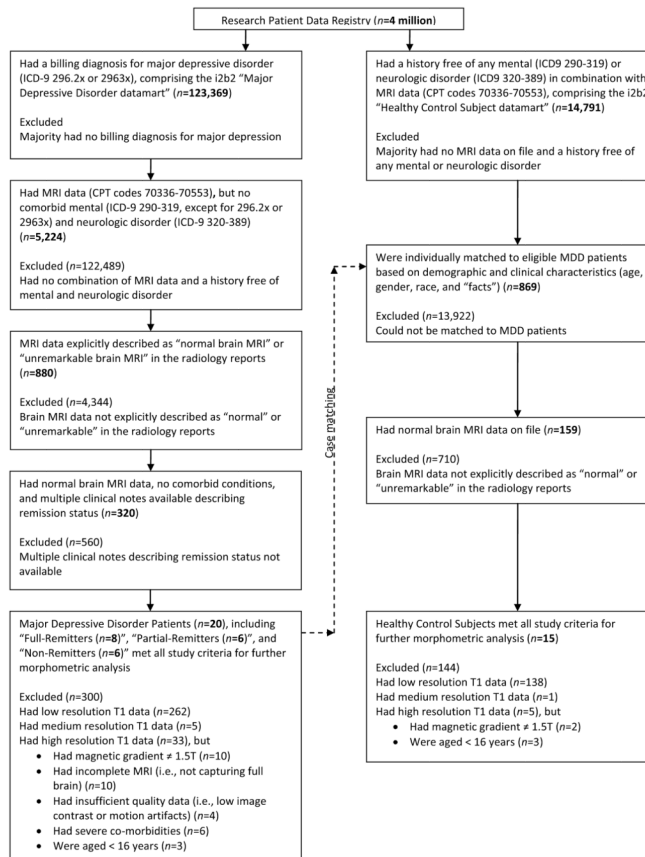 Research Patient Data Registry (n=4 million)
Had a billing diagnosis for major depressive disorder
(ICD-9 296.2x or 2963x), comprising the i2b2 “Major
Depressive Disorder datamart” (n=123,369)
Excluded
Majority had no billing diagnosis for major depression
Had MRI data (CPT codes 70336-70553), but no
comorbid mental (ICD-9 290-319, except for 296.2x or
2963x) and neurologic disorder (ICD-9 320-389)
(n=5,224)
Excluded (n=122,489)
Had no combination of MRI data and a history free of
mental and neurologic disorder
MRI data explicitly described as “normal brain MRI” or
“unremarkable brain MRI” in the radiology reports
(n=880)
Excluded (n=4,344)
Brain MRI data not explicitly described as “normal” or
“unremarkable” in the radiology reports
Had normal brain MRI data, no comorbid conditions,
and multiple clinical notes available describing
remission status (n=320)
Excluded (n=560)
Multiple clinical notes describing remission status not
available
Major Depressive Disorder Patients (n=20), including
“Full-Remitters (n=8)”, “Partial-Remitters (n=6)”, and
“Non-Remitters (n=6)” met all study criteria for further
morphometric analysis
Excluded (n=300)
Had low resolution T1 data (n=262)
Had medium resolution T1 data (n=5)
Had high resolution T1 data (n=33), but
• Had magnetic gradient ≠ 1.5T (n=10)
• Had incomplete MRI (i.e., not capturing full
brain) (n=10)
• Had insufficient quality data (i.e., low image
contrast or motion artifacts) (n=4)
• Had severe co-morbidities (n=6)
• Were aged < 16 years (n=3)
Case matching
Had a history free of any mental (ICD9 290-319) or
neurologic disorder (ICD9 320-389) in combination with
MRI data (CPT codes 70336-70553), comprising the i2b2
“Healthy Control Subject datamart” (n=14,791)
Excluded
Majority had no MRI data on file and a history free of
any mental or neurologic disorder
Were individually matched to eligible MDD patients
based on demographic and clinical characteristics (age,
gender, race, and “facts”) (n=869)
Excluded (n=13,922)
Could not be matched to MDD patients
Had normal brain MRI data on file (n=159)
Excluded (n=710)
Brain MRI data not explicitly described as “normal” or
“unremarkable” in the radiology reports
Healthy Control Subjects met all study criteria for
further morphometric analysis (n=15)
Excluded (n=144)
Had low resolution T1 data (n=138)
Had medium resolution T1 data (n=1)
Had high resolution T1 data (n=5), but
• Had magnetic gradient ≠ 1.5T (n=2)
• Were aged < 16 years (n=3)